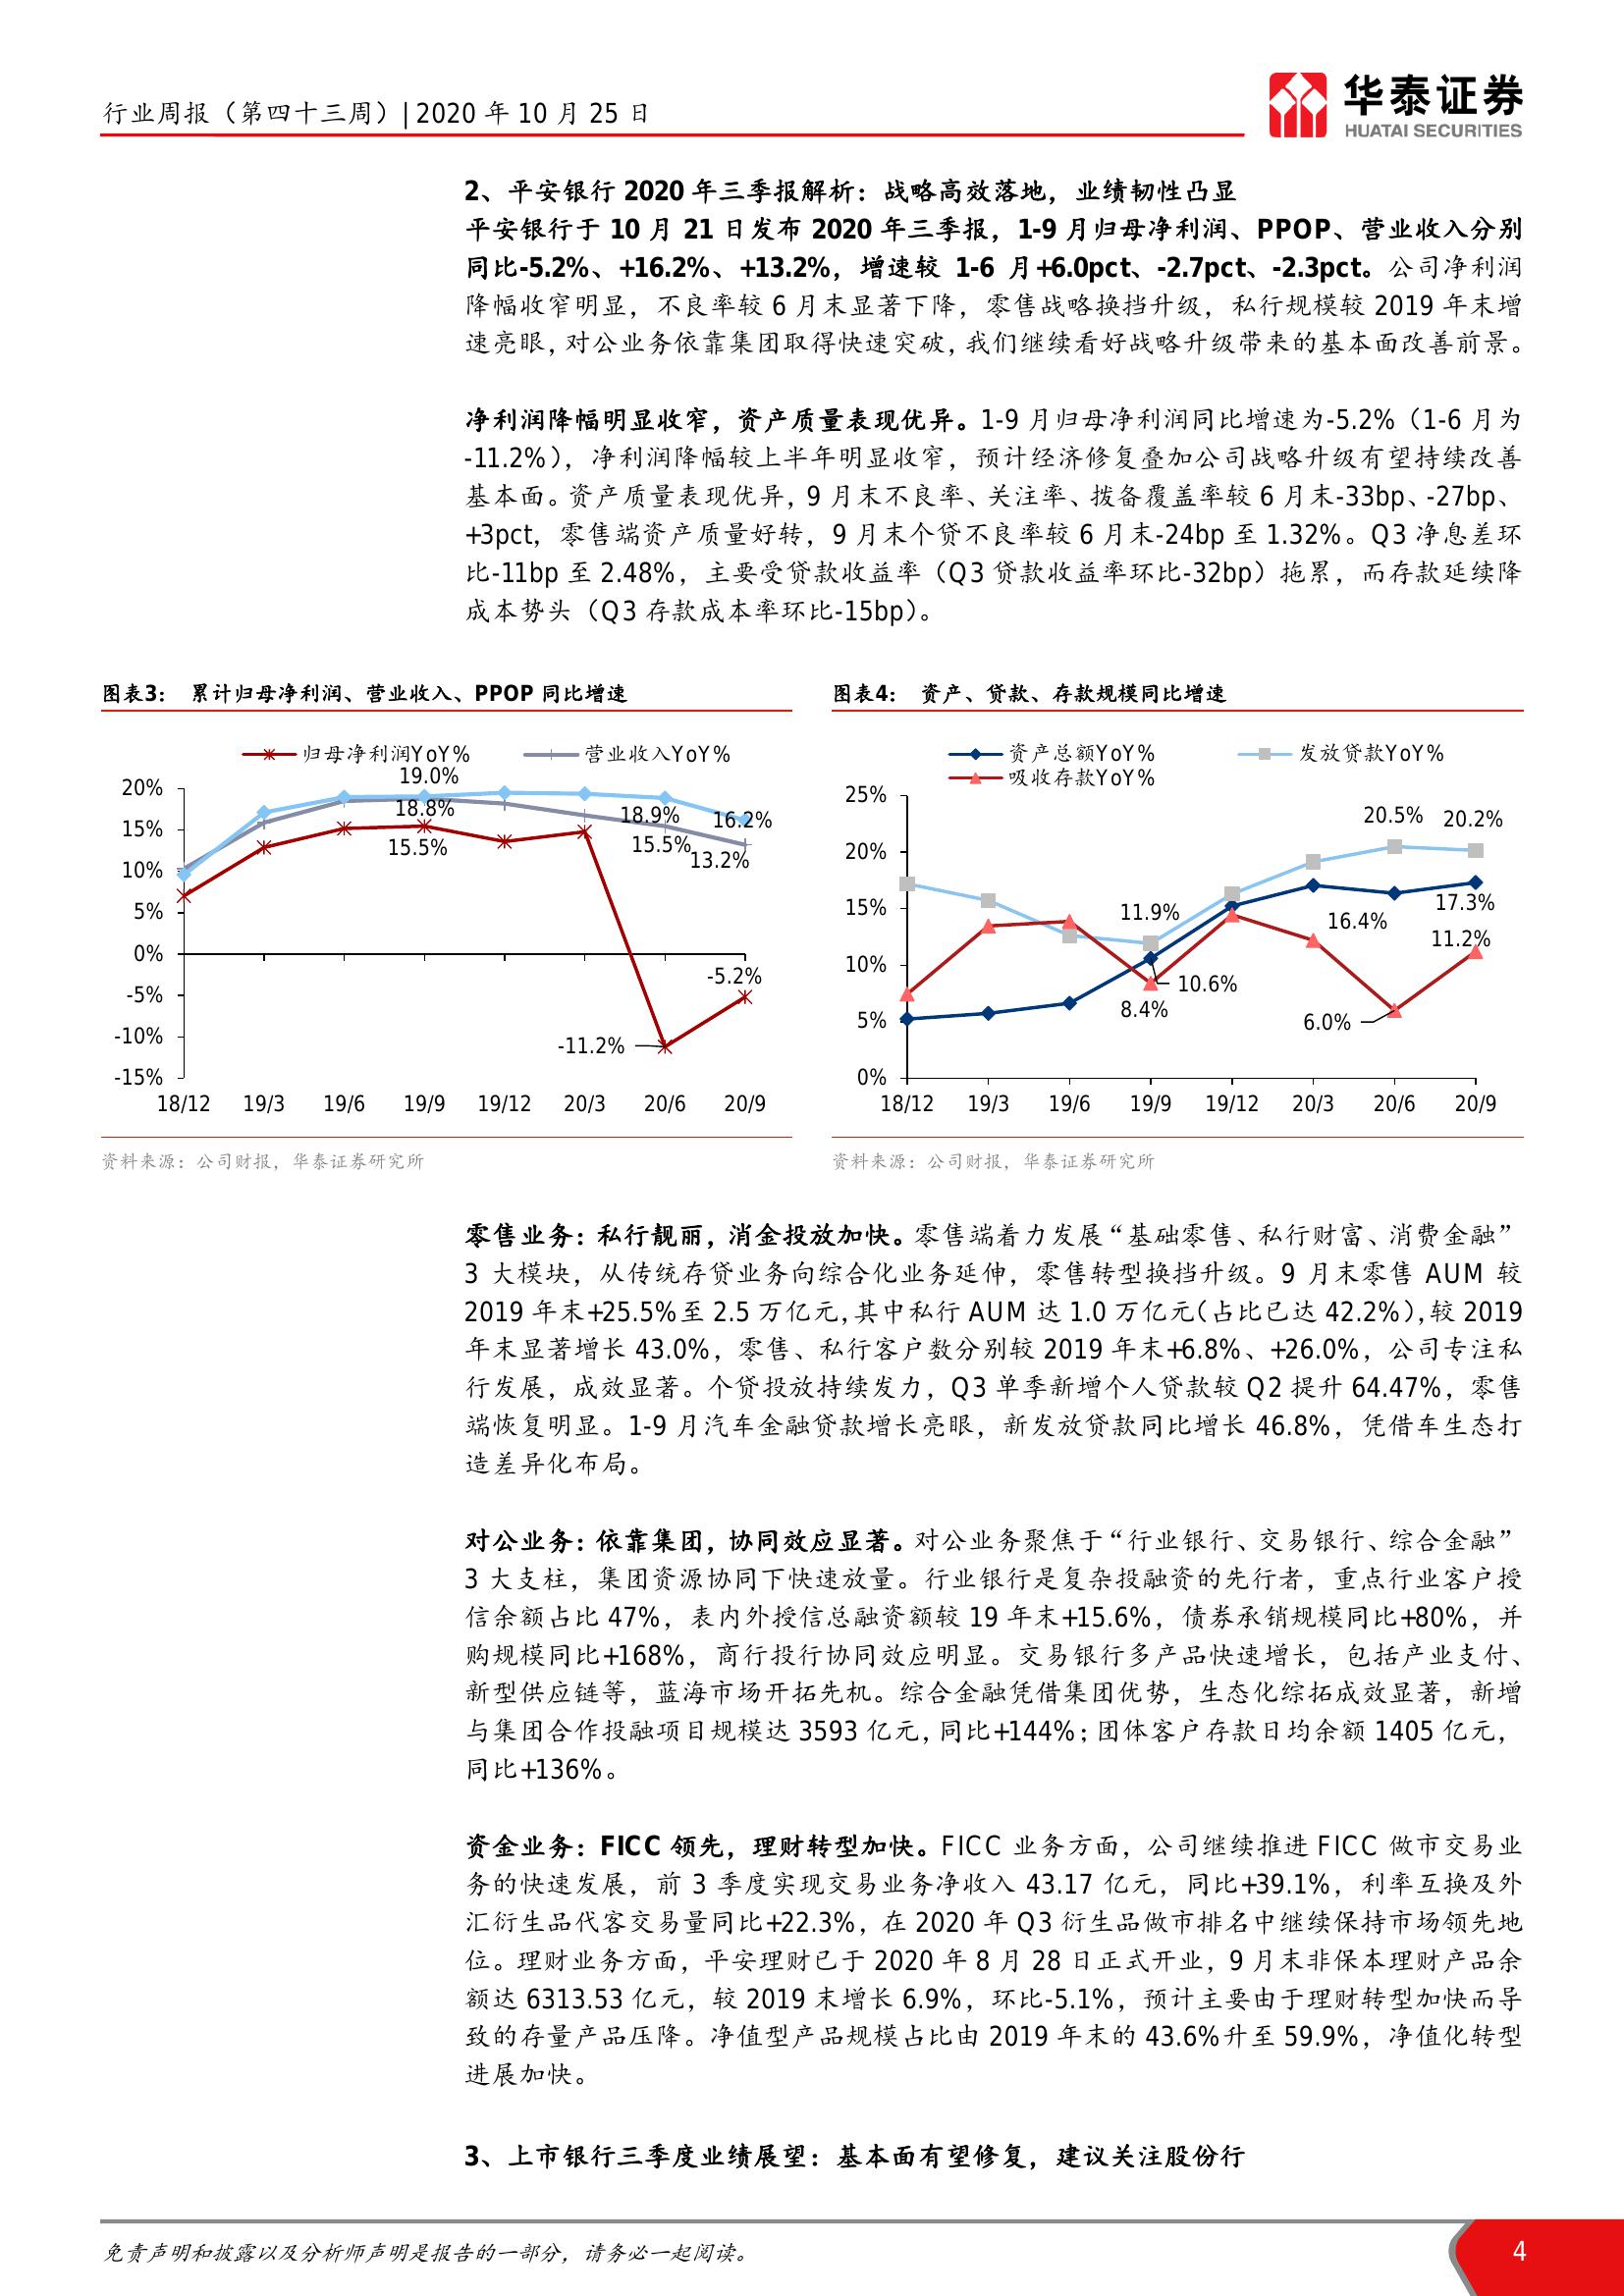 行业周报（第四十三周）|2020 年 10 月 25 日
华泰证券
HUATAI SECURITIES
2、平安银行 2020 年三季报解析：战略高效落地，业绩韧性凸显
平安银行于 10 月 21 日发布 2020 年三季报，1-9 月归母净利润、PPOP、营业收入分别
同比-5.2%、+16.2%、+13.2%，增速较 1-6 月+6.0pct、-2.7pct、-2.3pct。公司净利润
降幅收窄明显，不良率较 6 月末显著下降，零售战略换挡升级，私行规模较 2019 年末增
速亮眼，对公业务依靠集团取得快速突破，我们继续看好战略升级带来的基本面改善前景。
净利润降幅明显收窄，资产质量表现优异。1-9 月归母净利润同比增速为-5.2%（1-6 月为
-11.2%），净利润降幅较上半年明显收窄，预计经济修复叠加公司战略升级有望持续改善
基本面。资产质量表现优异，9 月末不良率、关注率、拨备覆盖率较 6 月末-33bp、-27bp、
+3pct，零售端资产质量好转，9 月末个贷不良率较 6 月末-24bp 至 1.32%。Q3 净息差环
比-11bp 至 2.48%，主要受贷款收益率（Q3 贷款收益率环比-32bp）拖累，而存款延续降
成本势头（Q3 存款成本率环比-15bp）。
图表3： 累计归母净利润、营业收入、PPOP 同比增速
归母净利润YoY% 营业收入YoY%
20%
15%
10%
5%
0%
-5%
-10%
-15%
19.0%
18.8%
15.5%
18.9%
15.5%
16.2%
13.2%
-5.2%
-11.2%
18/12 19/3 19/6 19/9 19/12 20/3 20/6 20/9
资料来源：公司财报，华泰证券研究所
图表4： 资产、贷款、存款规模同比增速
资产总额YoY% 发放贷款YoY%
吸收存款YoY%
25%
20%
15%
10%
5%
0%
20.5% 20.2%
11.9%
17.3%
16.4%
11.2%
10.6%
8.4%
6.0%
18/12 19/3 19/6 19/9 19/12 20/3 20/6 20/9
资料来源：公司财报，华泰证券研究所
零售业务：私行靓丽，消金投放加快。零售端着力发展“基础零售、私行财富、消费金融”
3 大模块，从传统存贷业务向综合化业务延伸，零售转型换挡升级。9 月末零售 AUM 较
2019 年末+25.5%至 2.5 万亿元，其中私行 AUM 达 1.0 万亿元（占比已达 42.2%），较 2019
年末显著增长 43.0%，零售、私行客户数分别较 2019 年末+6.8%、+26.0%，公司专注私
行发展，成效显著。个贷投放持续发力，Q3 单季新增个人贷款较 Q2 提升 64.47%，零售
端恢复明显。1-9 月汽车金融贷款增长亮眼，新发放贷款同比增长 46.8%，凭借车生态打
造差异化布局。
对公业务：依靠集团，协同效应显著。对公业务聚焦于“行业银行、交易银行、综合金融”
3 大支柱，集团资源协同下快速放量。行业银行是复杂投融资的先行者，重点行业客户授
信余额占比 47%，表内外授信总融资额较 19 年末+15.6%，债券承销规模同比+80%，并
购规模同比+168%，商行投行协同效应明显。交易银行多产品快速增长，包括产业支付、
新型供应链等，蓝海市场开拓先机。综合金融凭借集团优势，生态化综拓成效显著，新增
与集团合作投融项目规模达 3593 亿元，同比+144%；团体客户存款日均余额 1405 亿元，
同比+136%。
资金业务：FICC 领先，理财转型加快。FICC 业务方面，公司继续推进 FICC 做市交易业
务的快速发展，前 3 季度实现交易业务净收入 43.17 亿元，同比+39.1%，利率互换及外
汇衍生品代客交易量同比+22.3%，在 2020 年 Q3 衍生品做市排名中继续保持市场领先地
位。理财业务方面，平安理财已于 2020 年 8 月 28 日正式开业，9 月末非保本理财产品余
额达 6313.53 亿元，较 2019 末增长 6.9%，环比-5.1%，预计主要由于理财转型加快而导
致的存量产品压降。净值型产品规模占比由 2019 年末的 43.6%升至 59.9%，净值化转型
进展加快。
3、上市银行三季度业绩展望：基本面有望修复，建议关注股份行
免责声明和披露以及分析师声明是报告的一部分，请务必一起阅读。
4